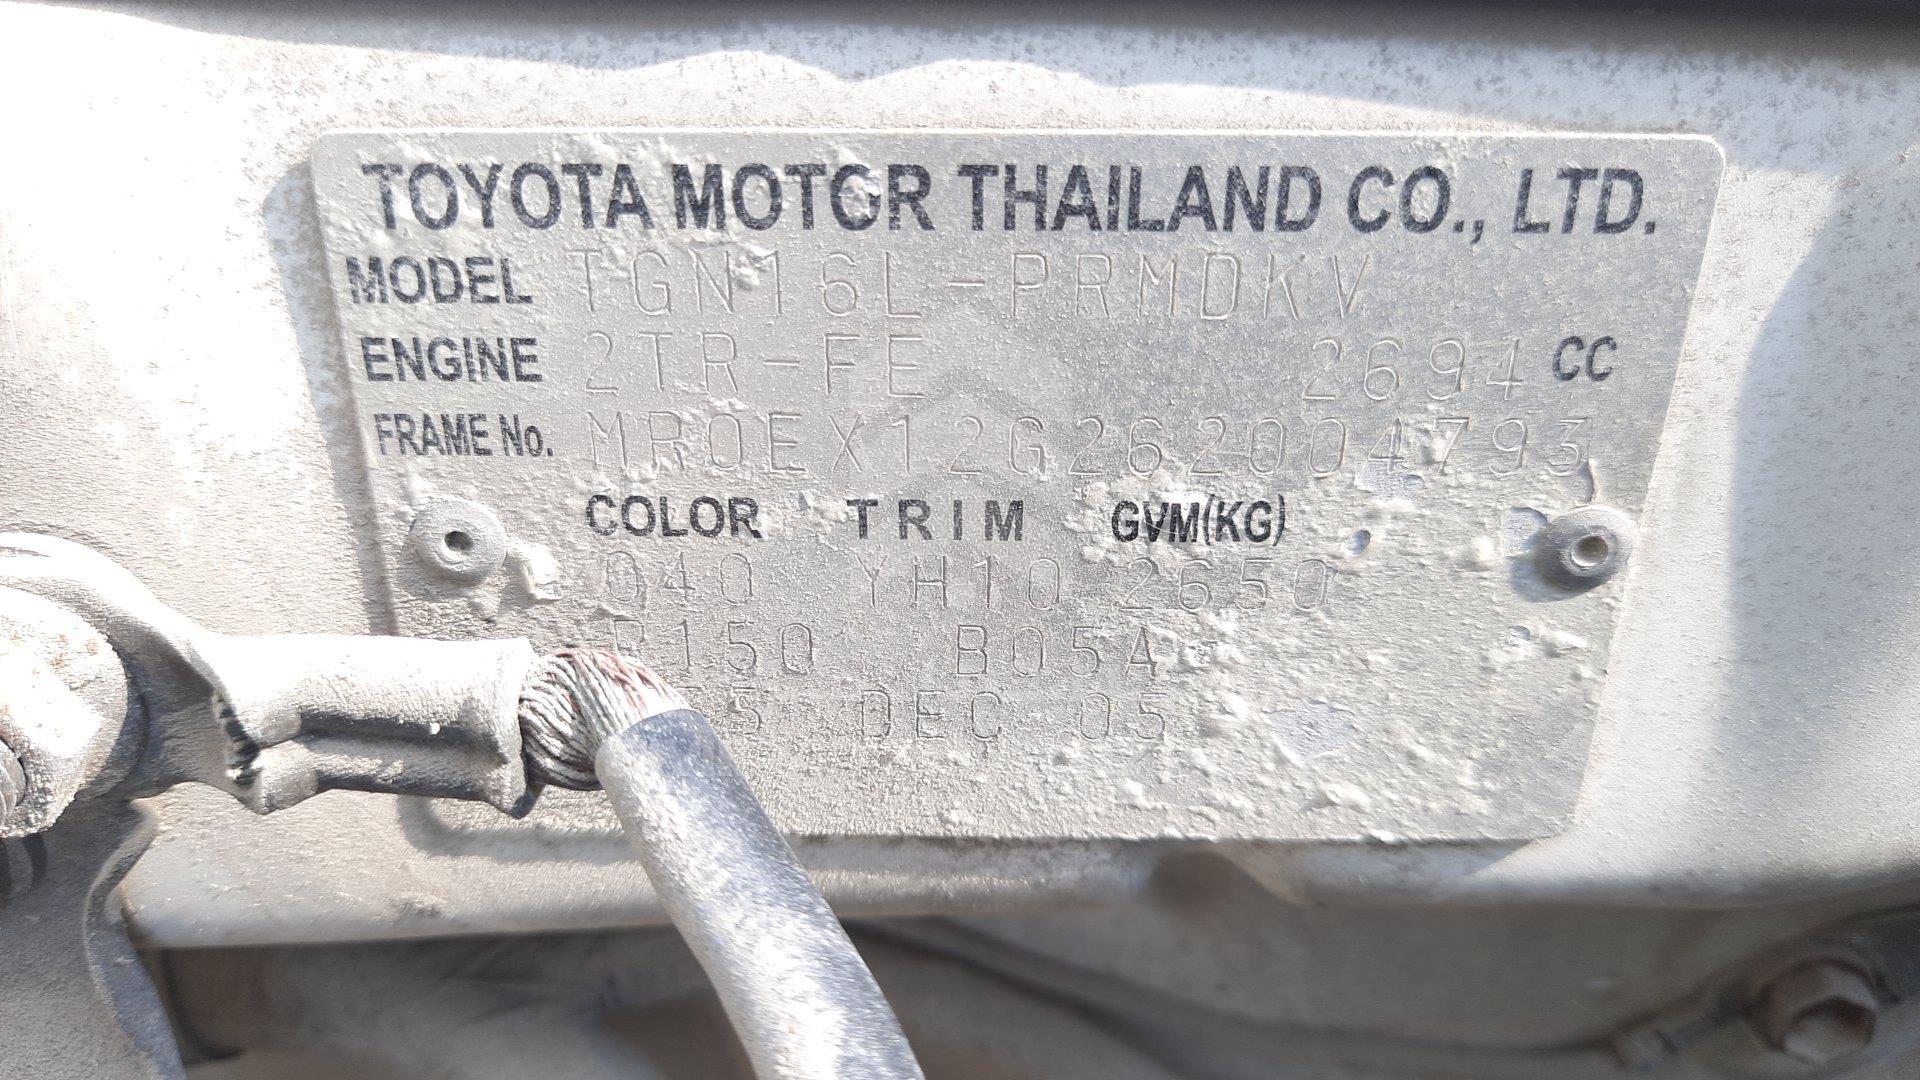 TOYOTA MOTOR THAILAND CO., LTD.
MODEL TGN16L-PRMDKV
ENGINE 2TR-FE 2694 CC
FRAME No. MR0EX12G262004793
COLOR TRIM GVM(KG)
040 YH10 2650
B05A
DEC 05